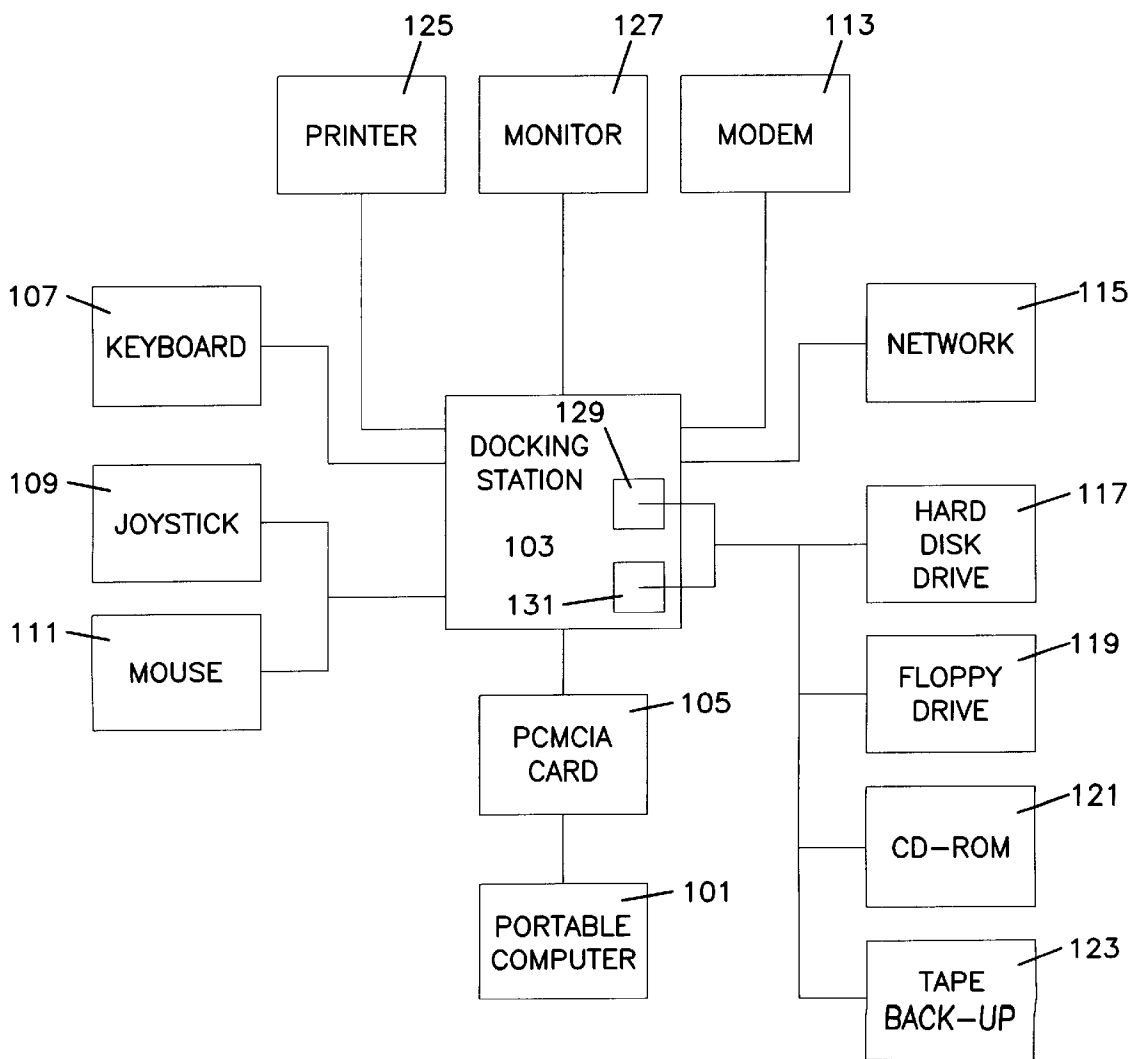 125
127
113
PRINTER
MONITOR
MODEM
107
115
KEYBOARD
NETWORK
129
DOCKING
STATION
103
131
109
JOYSTICK
117
HARD
DISK
DRIVE
111
MOUSE
119
FLOPPY
DRIVE
105
PCMCIA
CARD
121
CD-ROM
101
PORTABLE
COMPUTER
123
TAPE
BACK-UP